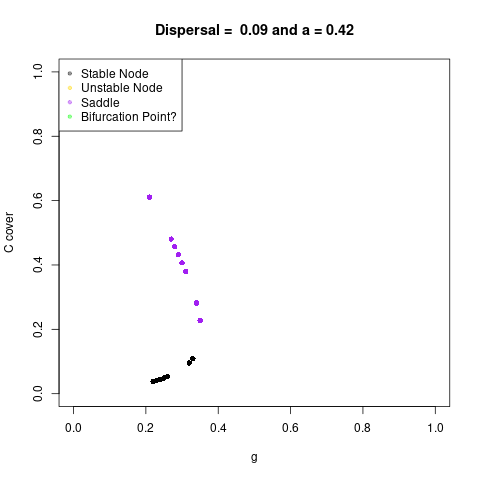 Dispersal =  0.09 and a = 0.42
Stable Node
Unstable Node
Saddle
Bifurcation Point?
C cover
1.0
0.8
0.6
0.4
0.2
0.0
0.0 0.2 0.4 0.6 0.8 1.0
g